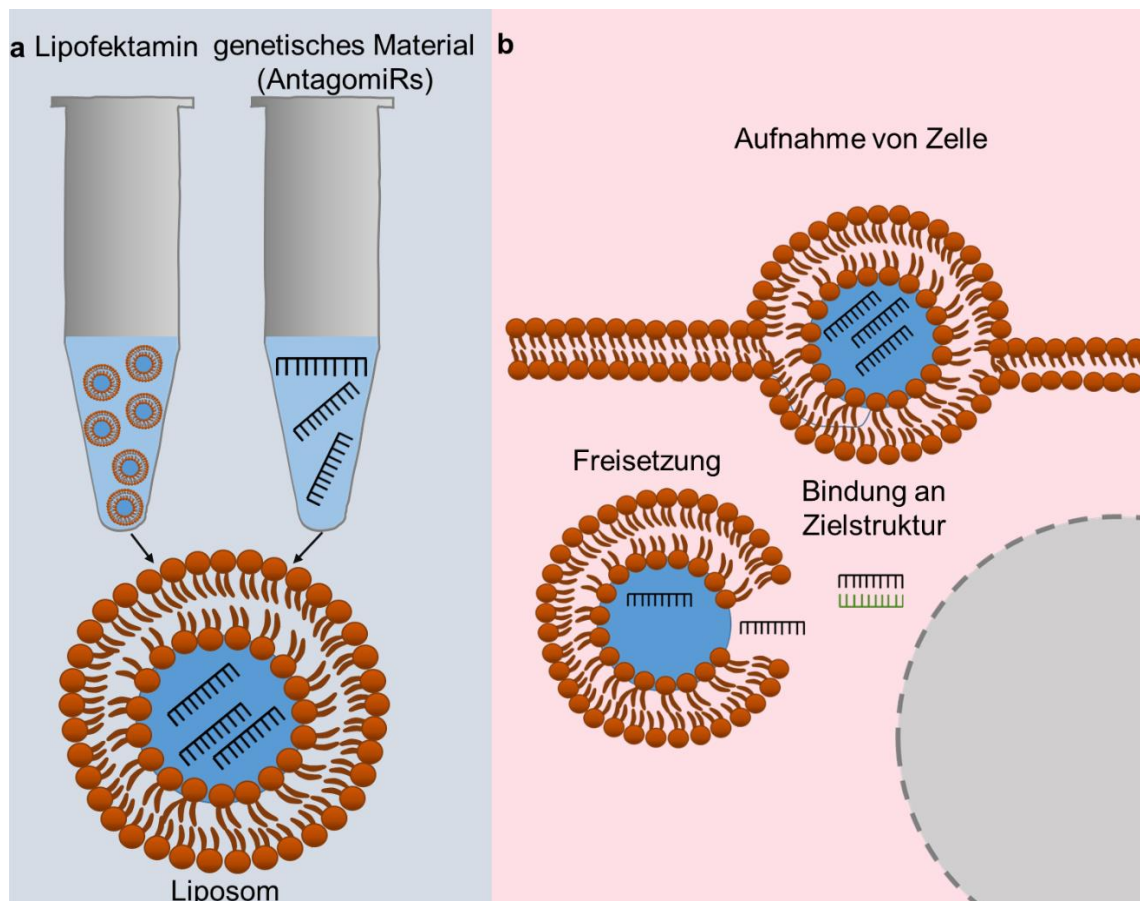 a Lipofektamin
genetisches Material
(AntagomiRs)
Liposom
b
Aufnahme von Zelle
Freisetzung
Bindung an
Zielstruktur